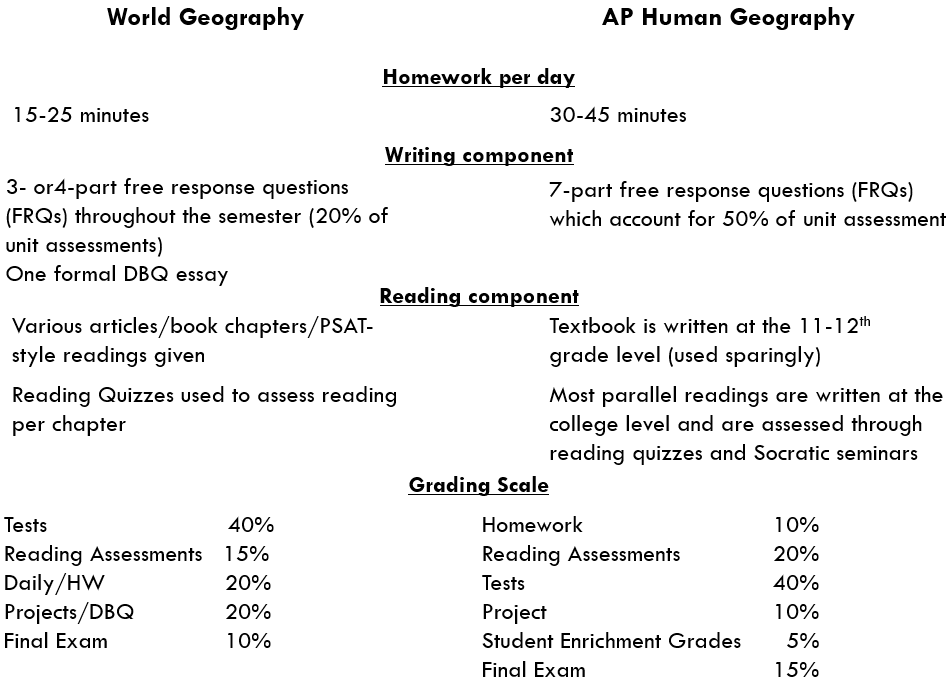 World Geography
AP Human Geography
Homework per day
15-25 minutes
30-45 minutes
Writing component
3- or4-part free response questions
(FRQs) throughout the semester (20% of
unit assessments)
One formal DBQ essay
7-part free response questions (FRQs)
which account for 50% of unit assessment
Reading component
Various articles/book chapters/PSAT-
style readings given
Reading Quizzes used to assess reading
per chapter
Textbook is written at the 11-12th
grade level (used sparingly)
Most parallel readings are written at the
college level and are assessed through
reading quizzes and Socratic seminars
Grading Scale
Tests 40%
Reading Assessments 15%
Daily/HW 20%
Projects/DBQ 20%
Final Exam 10%
Homework 10%
Reading Assessments 20%
Tests 40%
Project 10%
Student Enrichment Grades 5%
Final Exam 15%